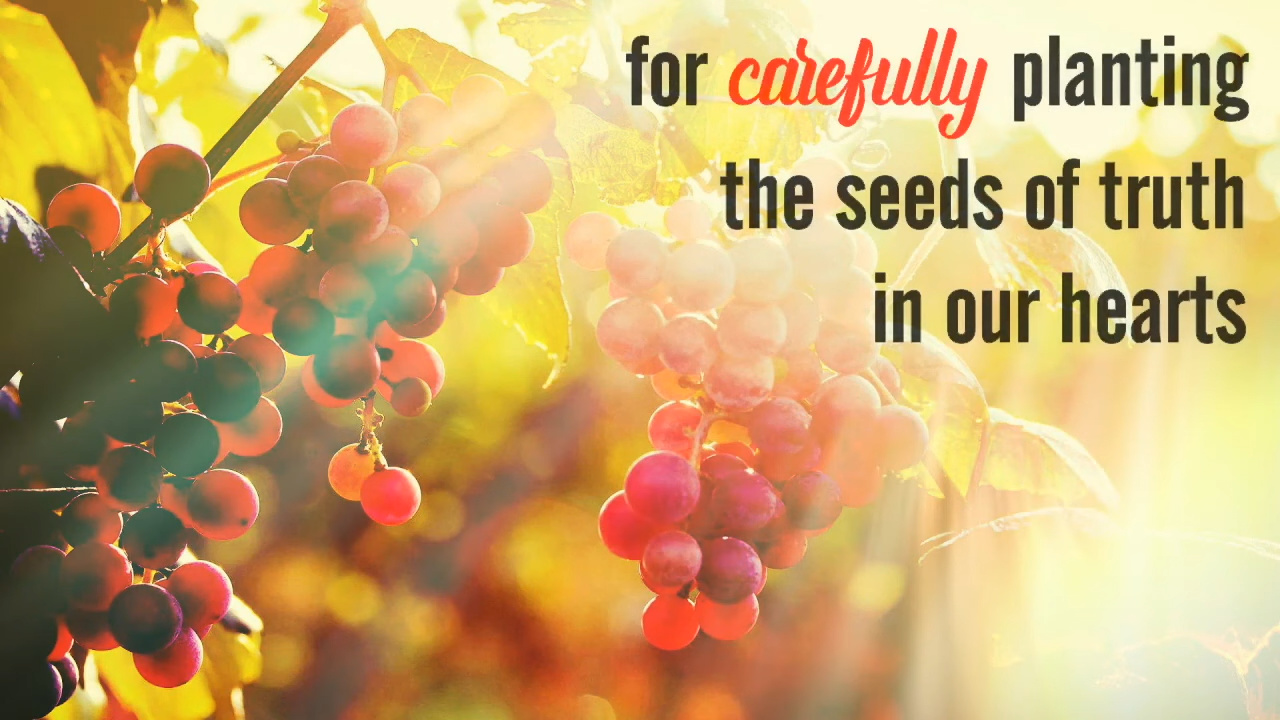 for carefully planting
the seeds of truth
in our hearts